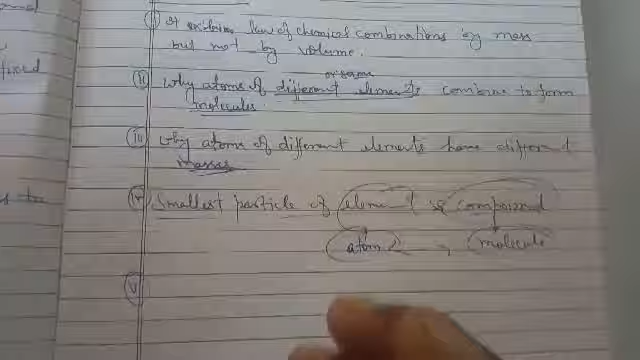 (i) It explains law of chemical combinations by mass
but not by volume.
or same
(ii) Why atoms of different elements combine to form
molecules.
(iii) Why atoms of different elements have different
masses
(iv) Smallest particle of element & compound
atom , molecule
(v)